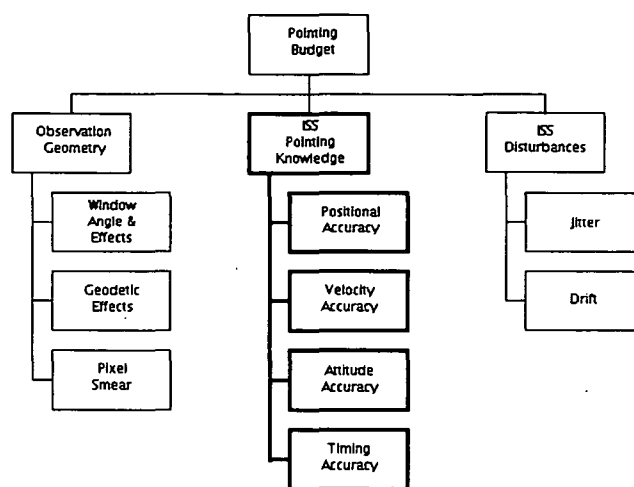 Pointing
Budget
Observation
Geometry
ISS
Pointing
Knowledge
ISS
Disturbances
Window
Angle &
Effects
Geodetic
Effects
Pixel
Smear
Positional
Accuracy
Velocity
Accuracy
Attitude
Accuracy
Timing
Accuracy
Jitter
Drift